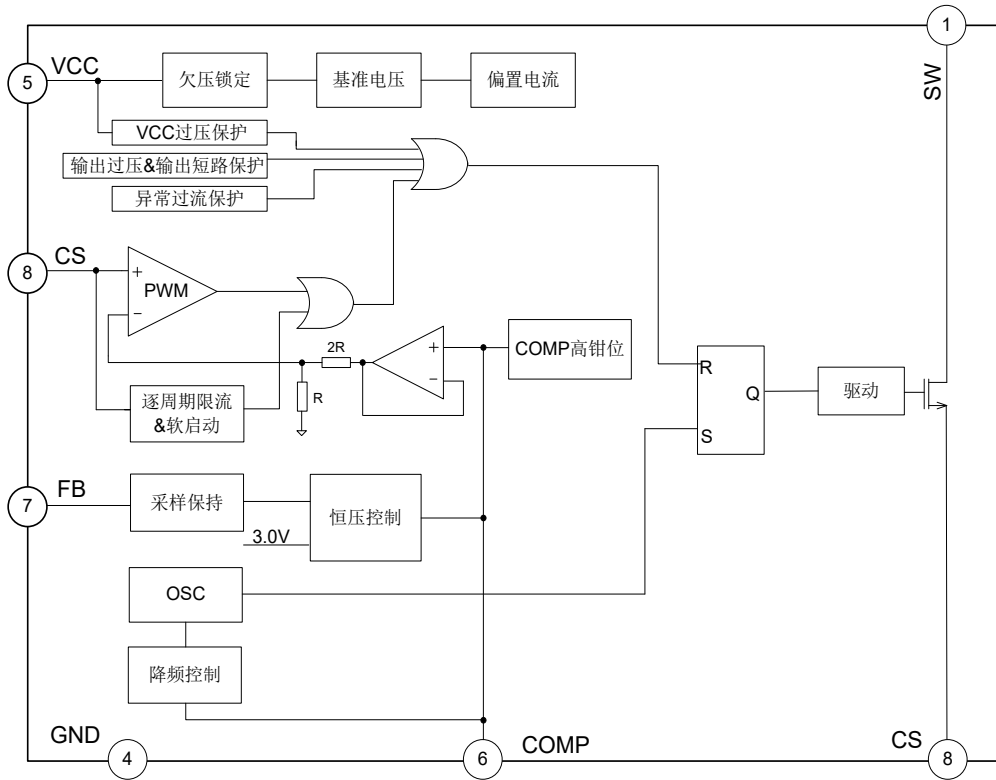 1
SW
5
VCC
欠压锁定
基准电压
偏置电流
VCC过压保护
输出过压&输出短路保护
异常过流保护
8
CS
+
PWM
−
2R
R
+
−
COMP高钳位
逐周期限流
&软启动
R
Q
S
驱动
7
FB
采样保持
恒压控制
3.0V
OSC
降频控制
GND
4
6
COMP
CS
8